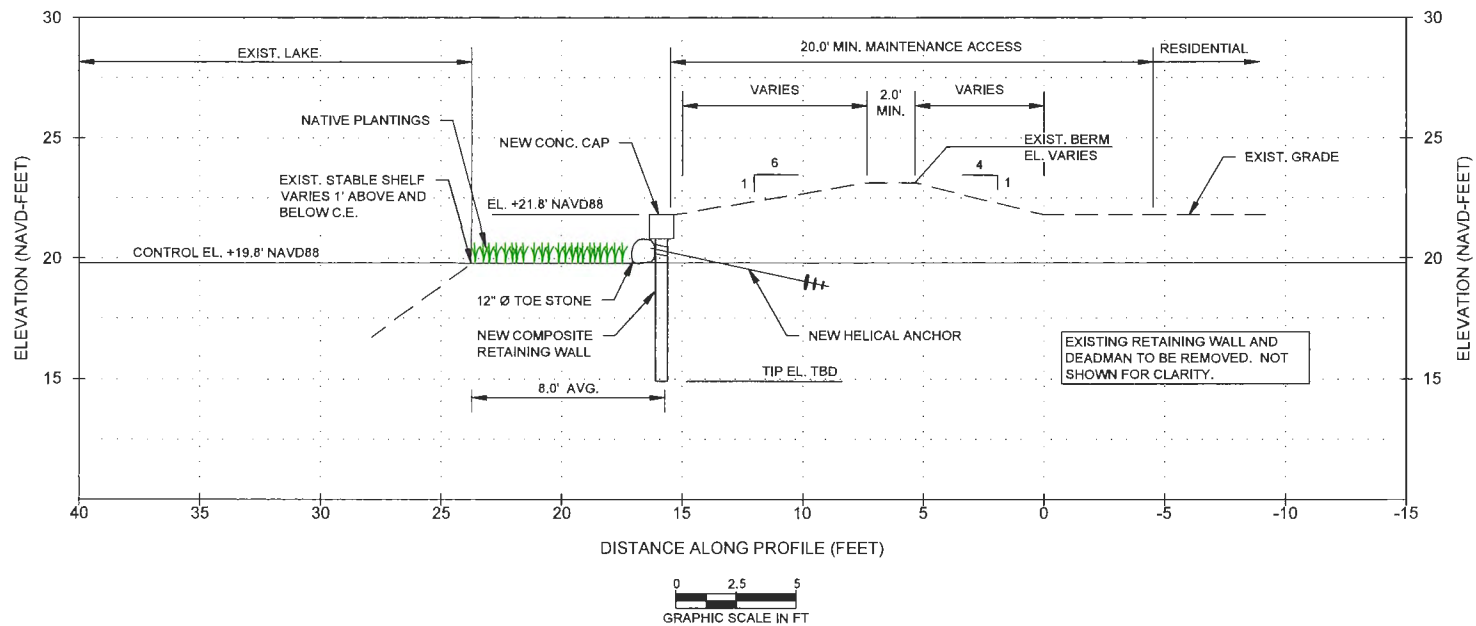 30
30
EXIST. LAKE
20.0' MIN. MAINTENANCE ACCESS
RESIDENTIAL
VARIES
2.0'
MIN.
VARIES
NATIVE PLANTINGS
25
25
NEW CONC. CAP
EXIST. BERM
EL. VARIES
6
1
4
1
EXIST. GRADE
EXIST. STABLE SHELF
VARIES 1' ABOVE AND
BELOW C.E.
EL. +21.8' NAVD88
CONTROL EL. +19.8' NAVD88
20
20
ELEVATION (NAVD-FEET)
ELEVATION (NAVD-FEET)
12" Ø TOE STONE
NEW COMPOSITE
RETAINING WALL
NEW HELICAL ANCHOR
EXISTING RETAINING WALL AND
DEADMAN TO BE REMOVED. NOT
SHOWN FOR CLARITY.
15
15
TIP EL. TBD
8.0' AVG.
40 35 30 25 20 15 10 5 0 -5 -10 -15
DISTANCE ALONG PROFILE (FEET)
0 2.5 5
GRAPHIC SCALE IN FT